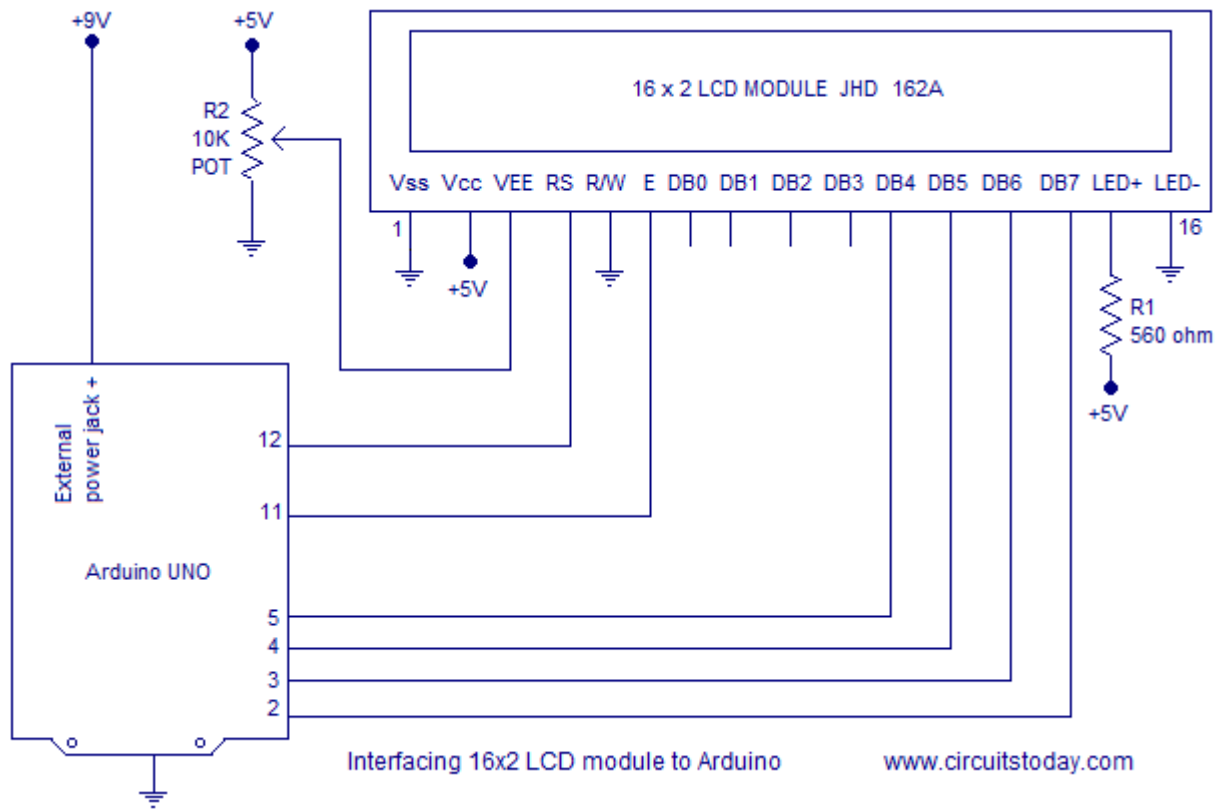 +9V
+5V
R2
10K
POT
16 x 2 LCD MODULE JHD 162A
Vss Vcc VEE RS R/W E DB0 DB1 DB2 DB3 DB4 DB5 DB6 DB7 LED+ LED-
1
16
+5V
R1
560 ohm
+5V
External
power jack +
12
11
Arduino UNO
5
4
3
2
Interfacing 16x2 LCD module to Arduino
www.circuitstoday.com